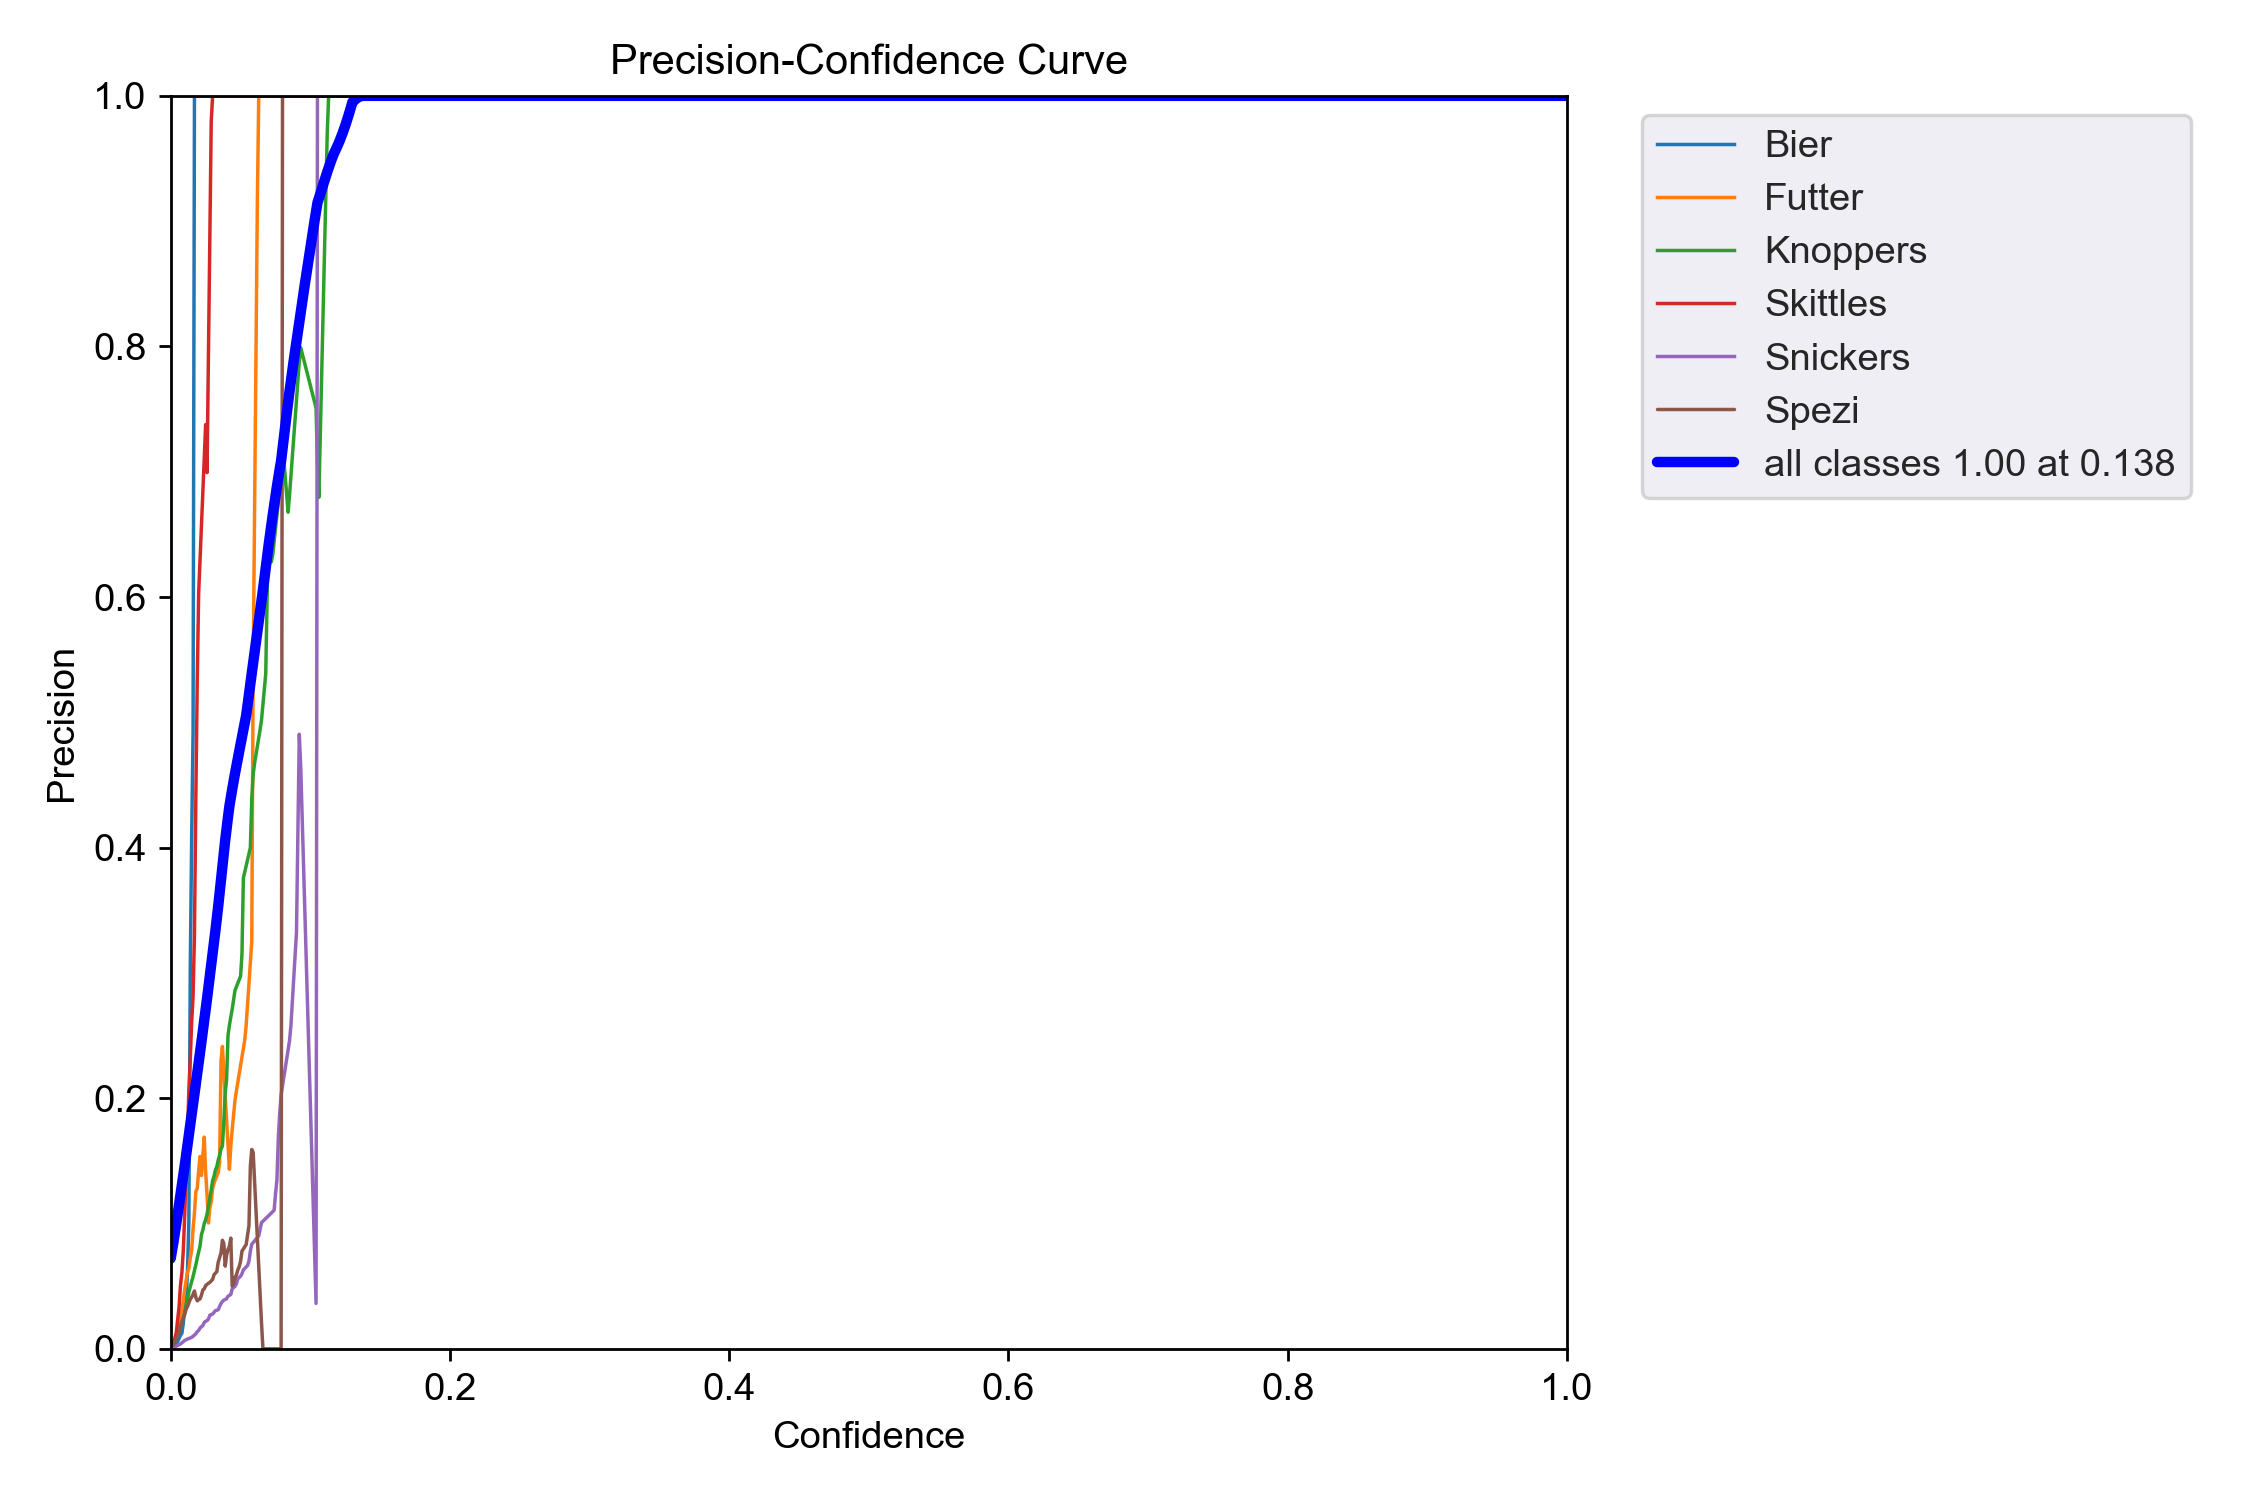 Precision-Confidence Curve
1.0
0.8
0.6
0.4
0.2
0.0
Precision
0.0 0.2 0.4 0.6 0.8 1.0
Confidence
Bier
Futter
Knoppers
Skittles
Snickers
Spezi
all classes 1.00 at 0.138